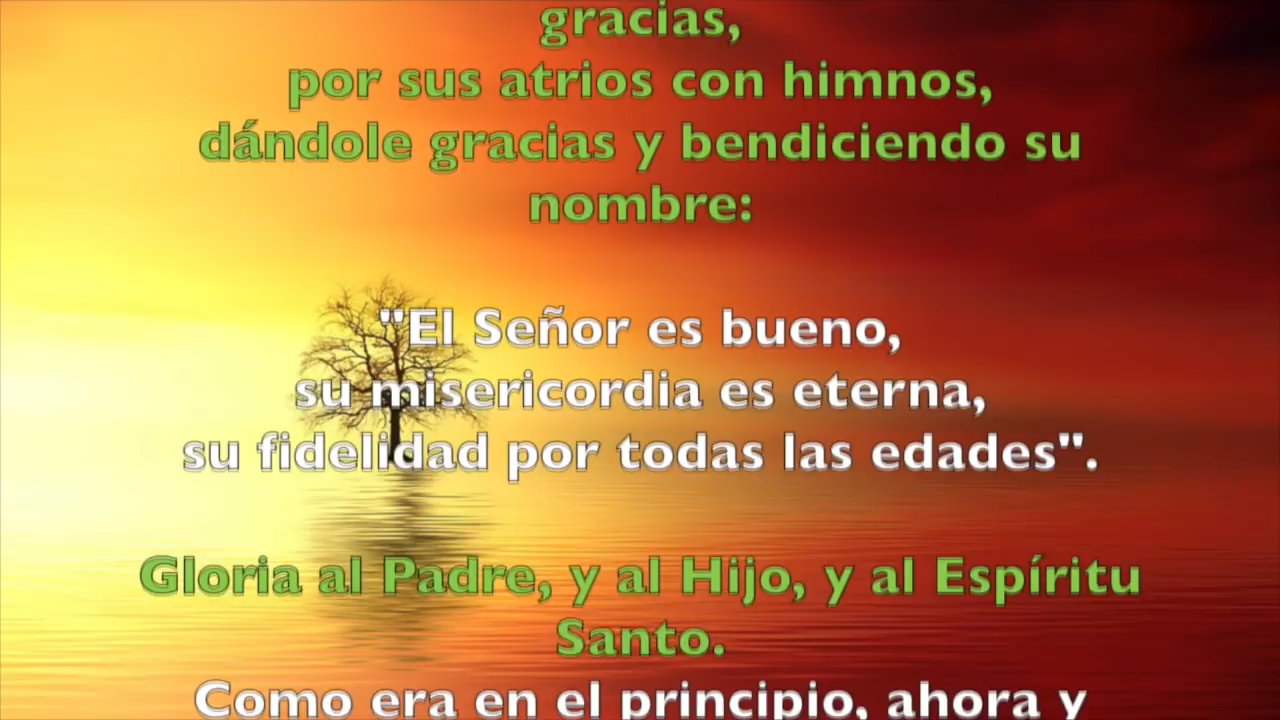 gracias,
por sus atrios con himnos,
dándole gracias y bendiciendo su
nombre:
"El Señor es bueno,
su misericordia es eterna,
su fidelidad por todas las edades".
Gloria al Padre, y al Hijo, y al Espíritu
Santo.
Como era en el principio, ahora y